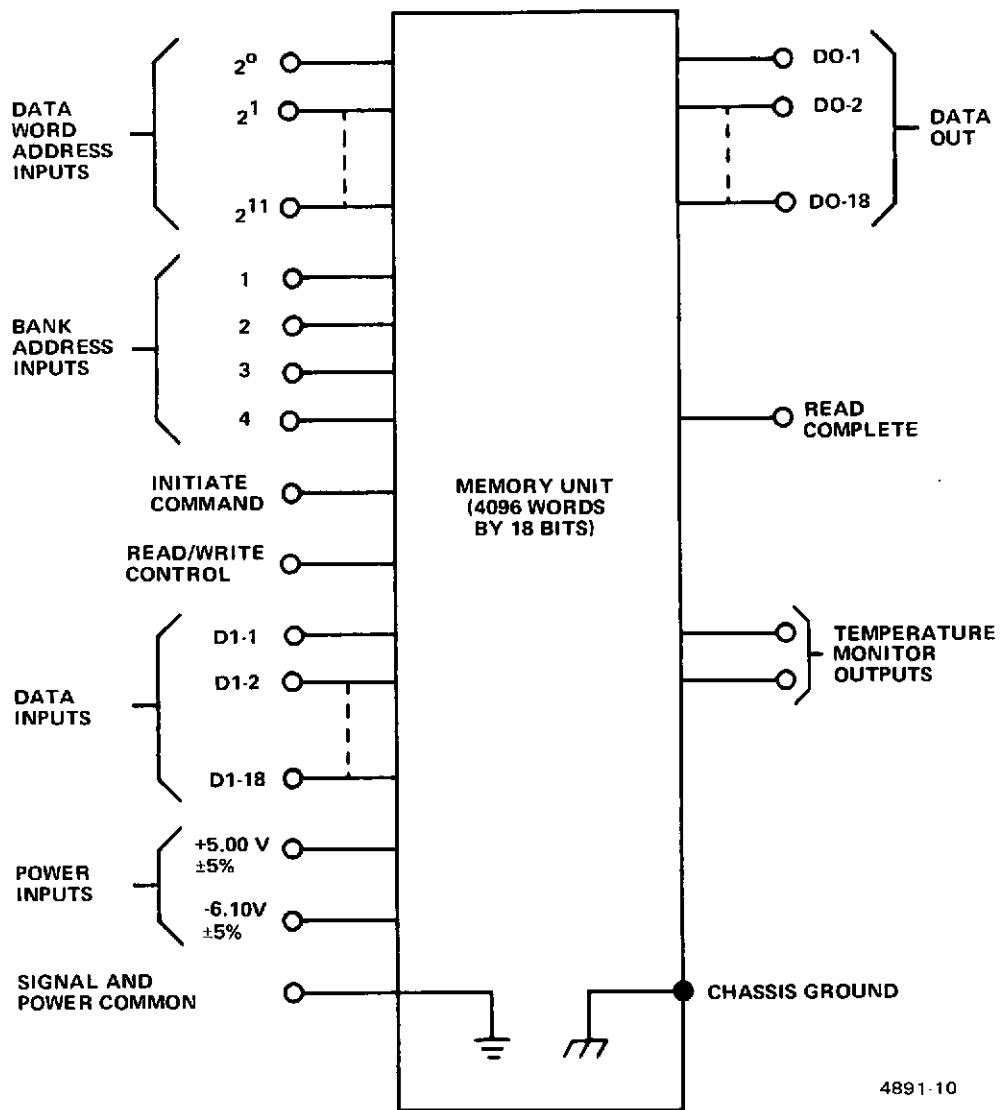 DATA
WORD
ADDRESS
INPUTS
2⁰
2¹
2¹¹
BANK
ADDRESS
INPUTS
1
2
3
4
INITIATE
COMMAND
READ/WRITE
CONTROL
DATA
INPUTS
D1-1
D1-2
D1-18
POWER
INPUTS
+5.00 V
±5%
-6.10V
±5%
SIGNAL AND
POWER COMMON
MEMORY UNIT
(4096 WORDS
BY 18 BITS)
DO-1
DO-2
DO-18
DATA
OUT
READ
COMPLETE
TEMPERATURE
MONITOR
OUTPUTS
CHASSIS GROUND
4891-10